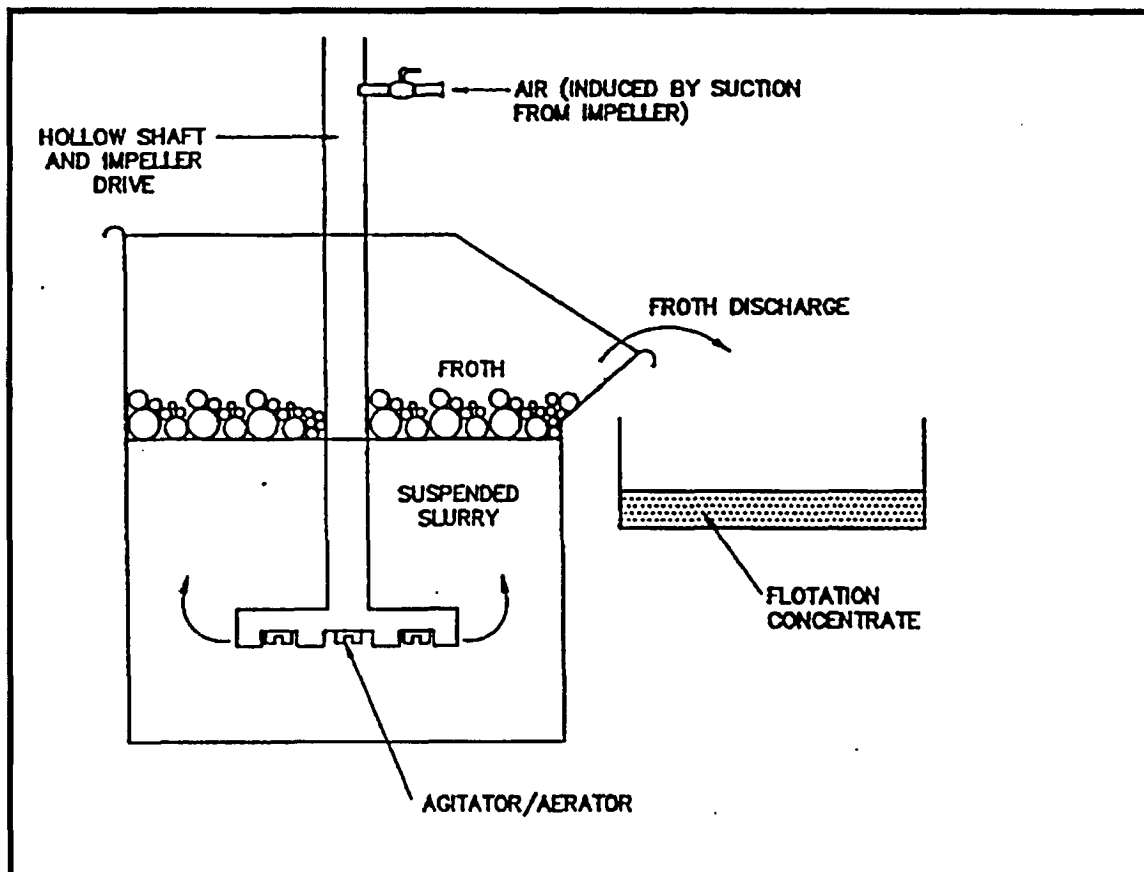 AIR (INDUCED BY SUCTION
FROM IMPELLER)
HOLLOW SHAFT
AND IMPELLER
DRIVE
FROTH DISCHARGE
FROTH
SUSPENDED
SLURRY
FLOTATION
CONCENTRATE
AGITATOR/AERATOR